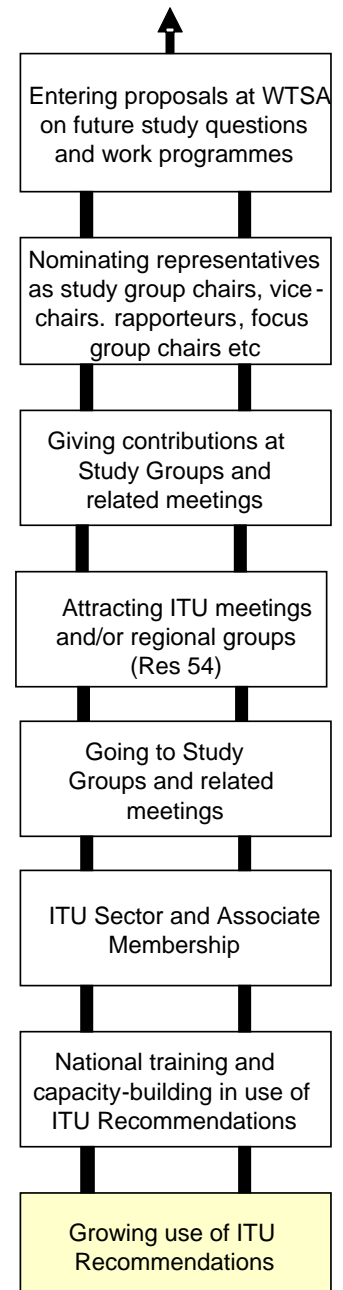 Entering proposals at WTSA
on future study questions
and work programmes
Nominating representatives
as study group chairs, vice-
chairs. rapporteurs, focus
group chairs etc
Giving contributions at
Study Groups and
related meetings
Attracting ITU meetings
and/or regional groups
(Res 54)
Going to Study
Groups and related
meetings
ITU Sector and Associate
Membership
National training and
capacity-building in use of
ITU Recommendations
Growing use of ITU
Recommendations